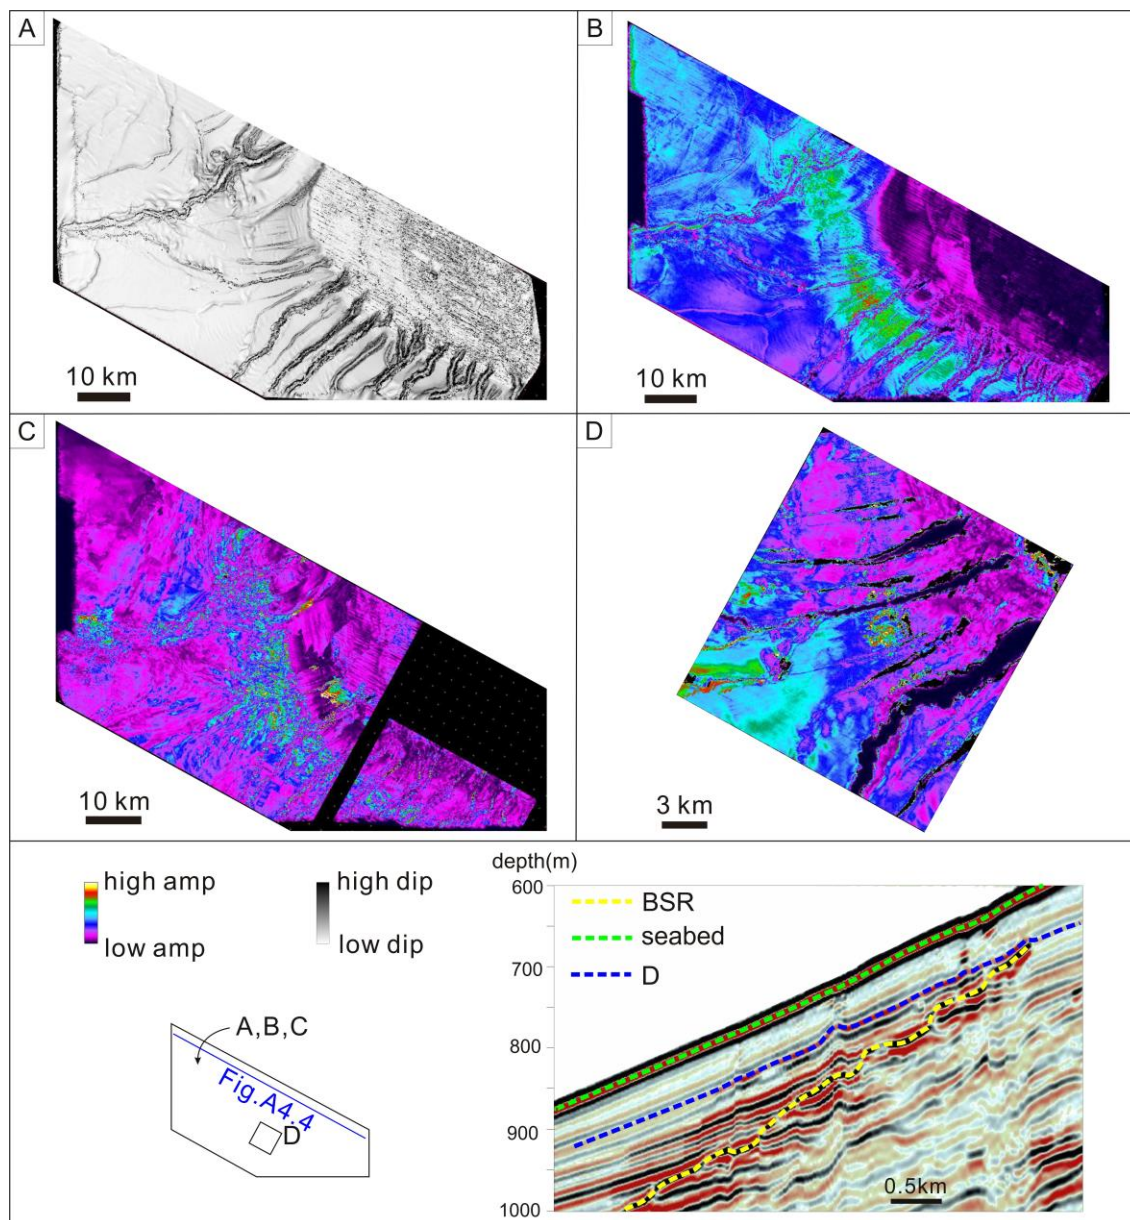 A
B
10 km
10 km
C
D
10 km
3 km
high amp
low amp
high dip
low dip
A,B,C
Fig.A4.4
D
depth(m)
600
700
800
900
1000
BSR
seabed
D
0.5km